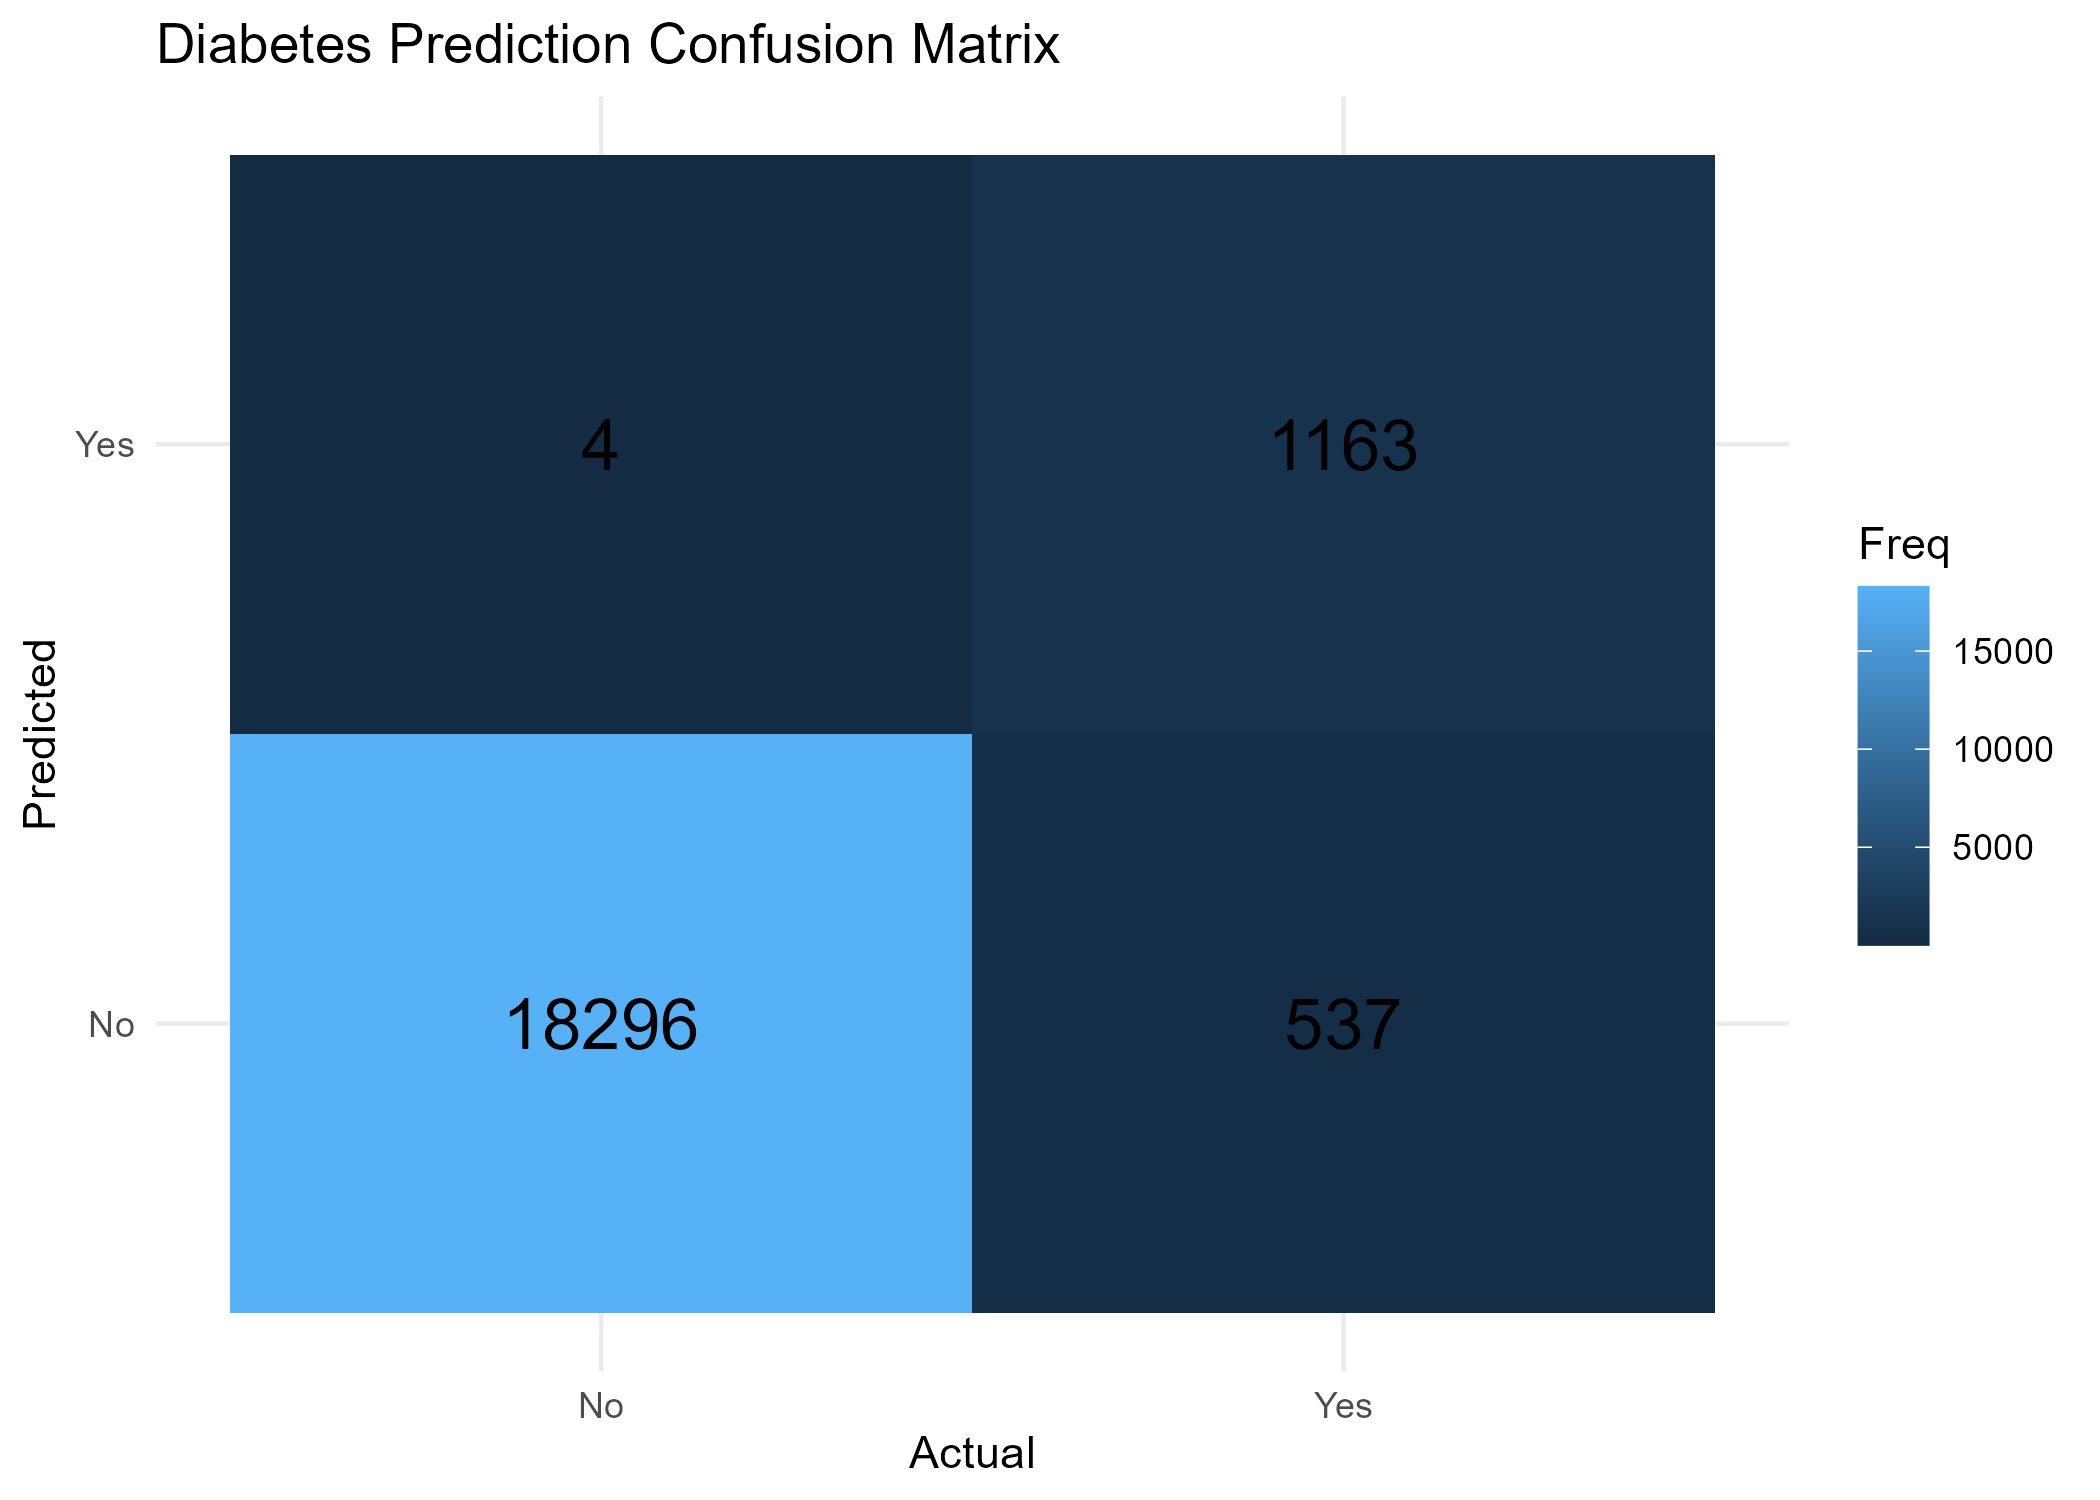 Diabetes Prediction Confusion Matrix
Predicted
Yes
No
4
1163
18296
537
No
Yes
Actual
Freq
15000
10000
5000